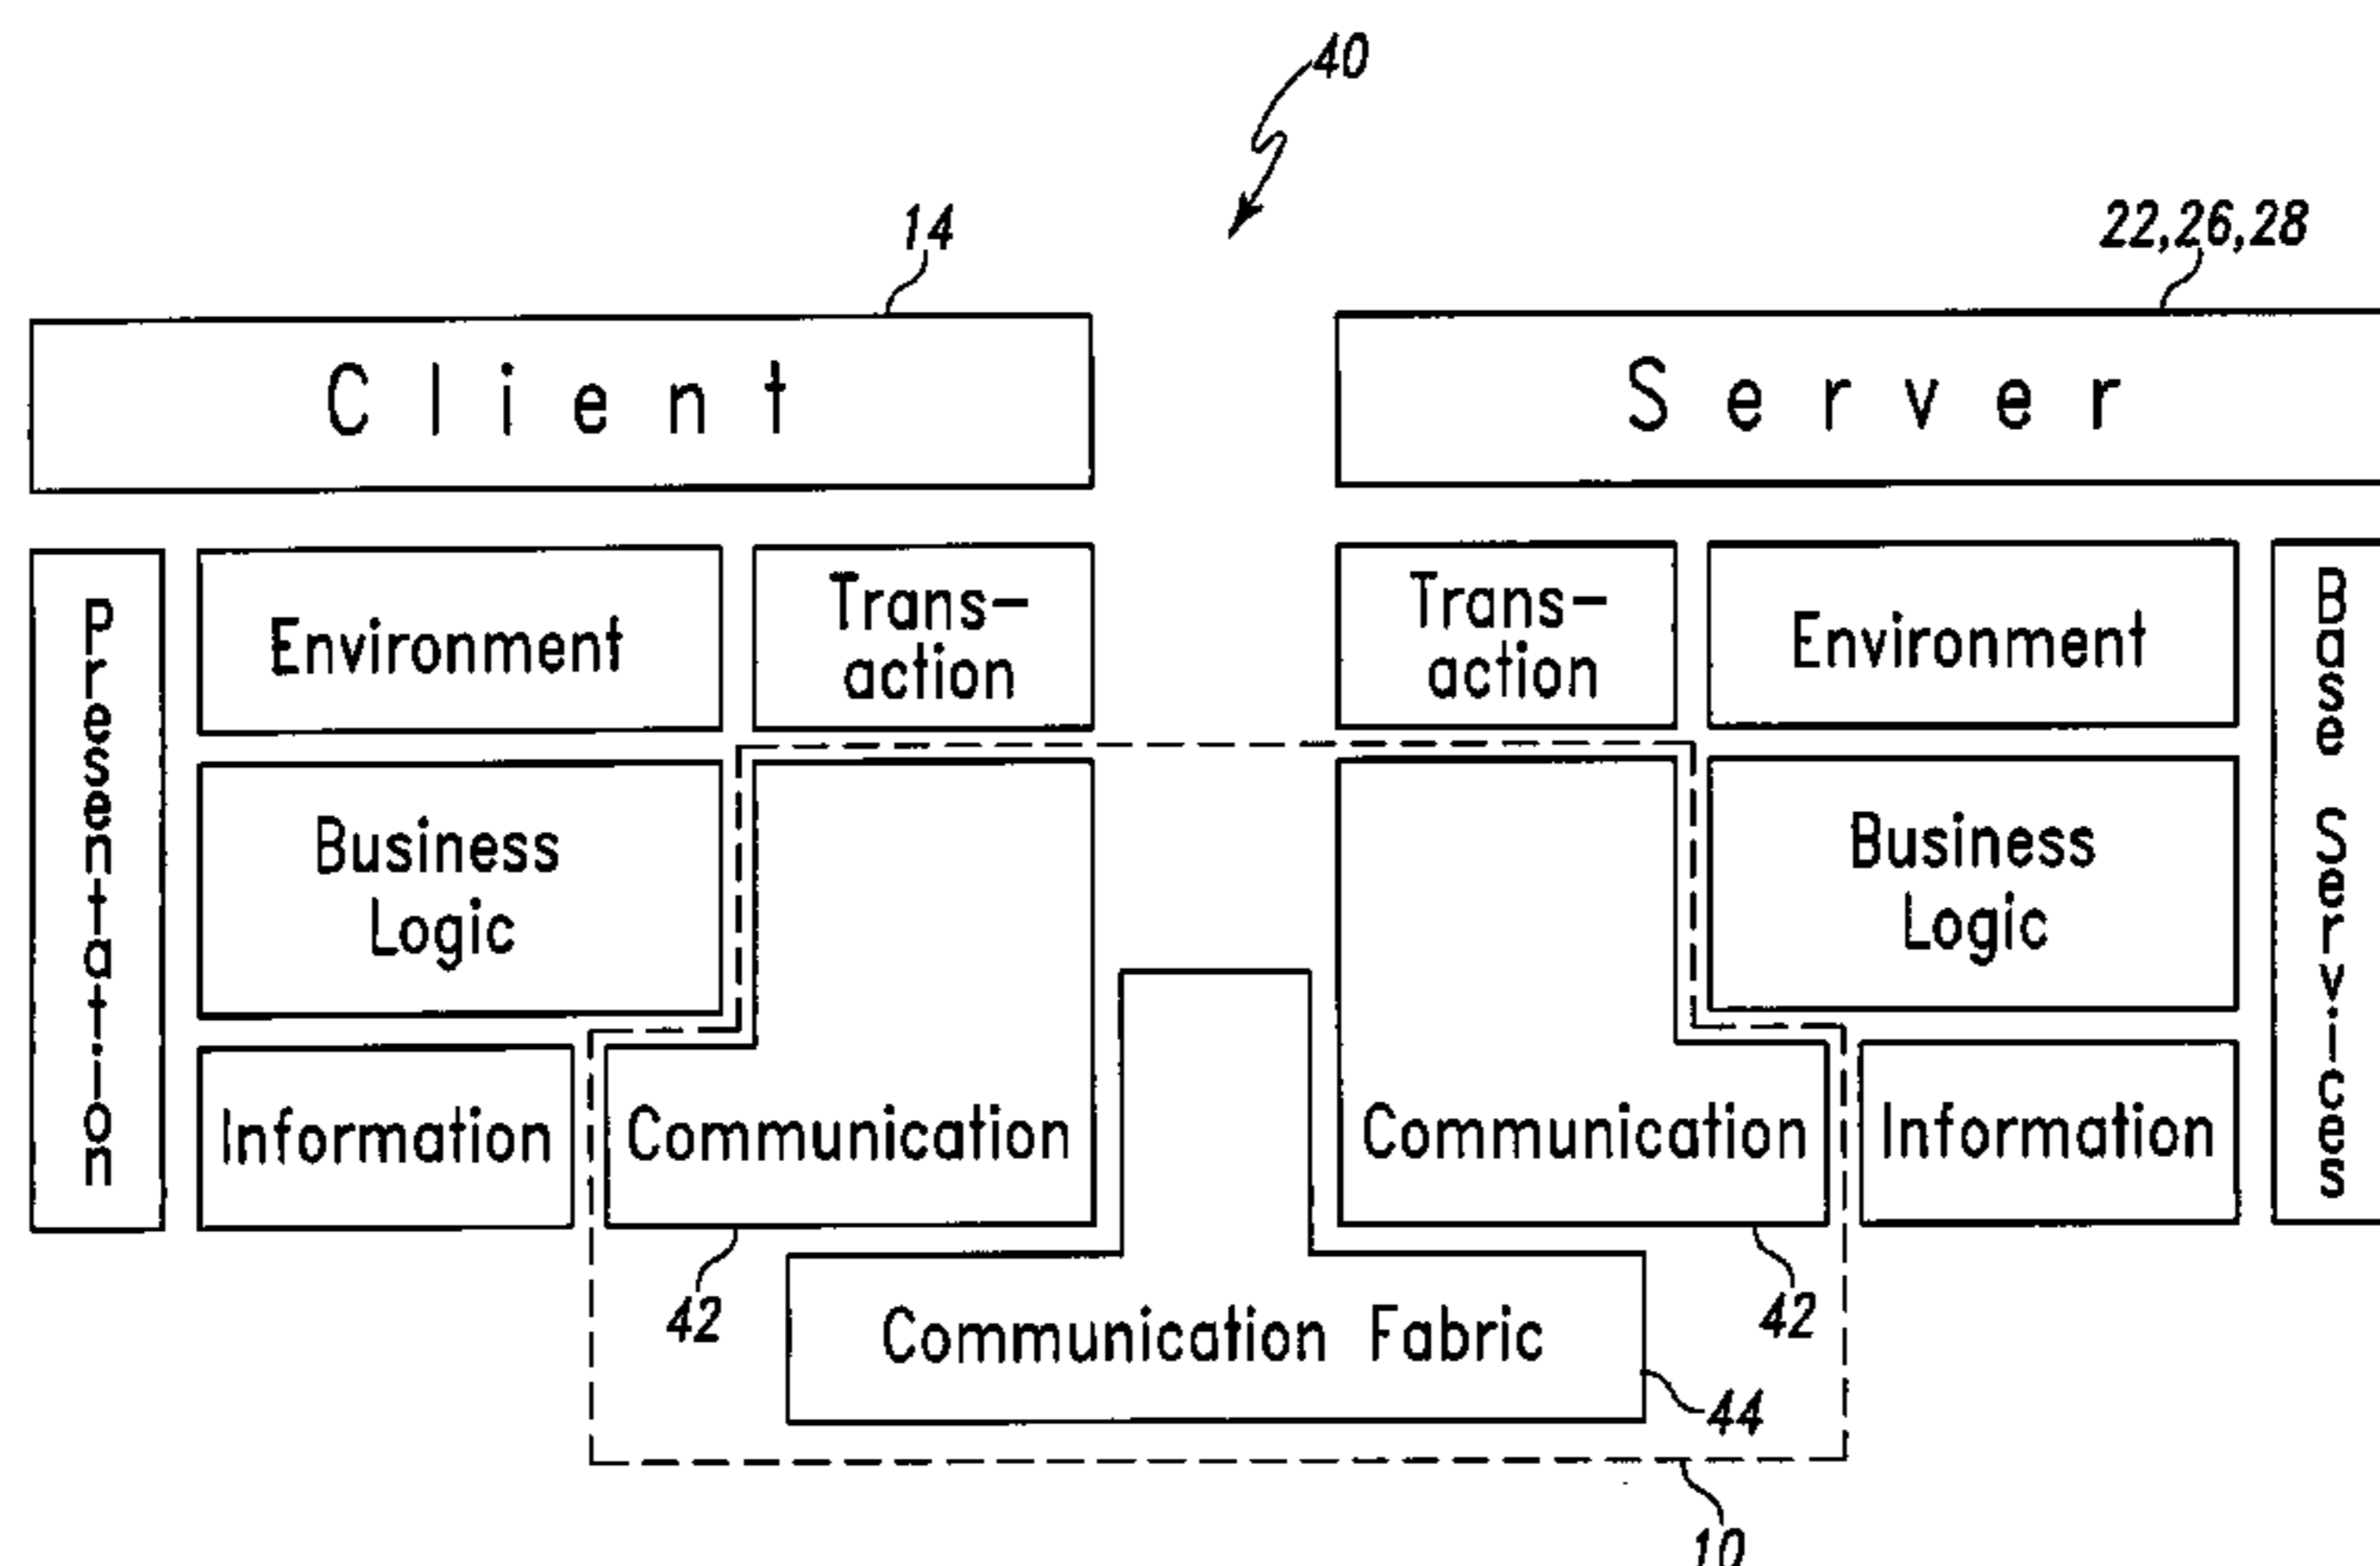 40
14
22,26,28
Client
Server
Presentation
Environment
Trans-
action
Trans-
action
Environment
Base Services
Business
Logic
Business
Logic
Information
Communication
Communication
Information
42
42
Communication Fabric
44
10